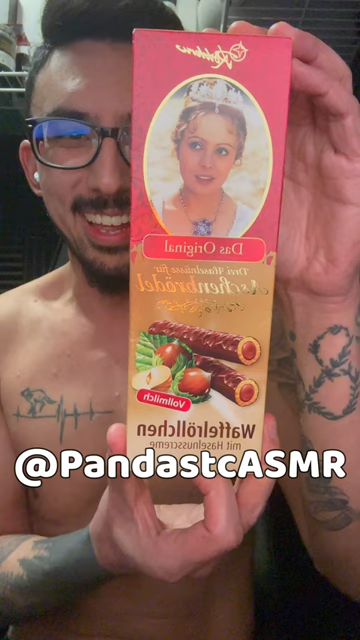 Das Original
Drei Haselnüsse für
Aschenbrödel
Vollmilch
Waffelröllchen
mit Haselnusscreme
@PandastcASMR